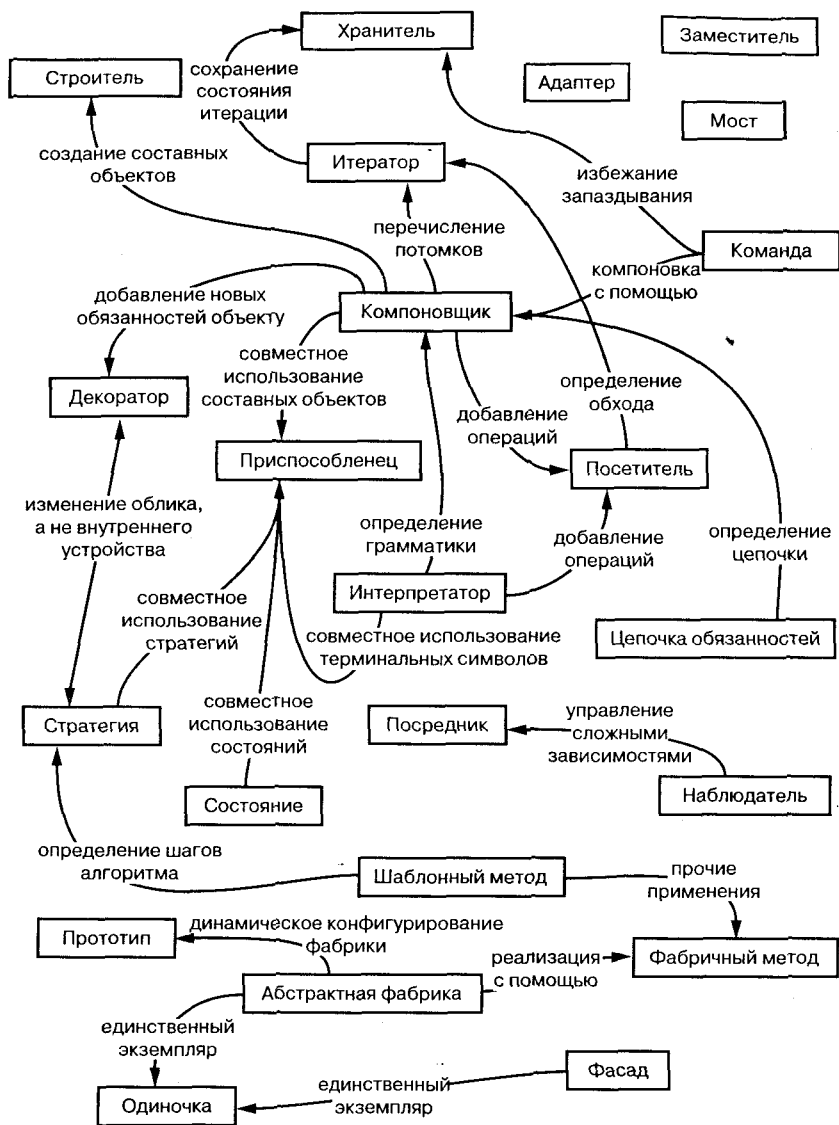 Хранитель
Заместитель
Строитель
сохранение
состояния
итерации
Адаптер
Мост
создание составных
объектов
Итератор
избежание
запаздывания
перечисление
потомков
Команда
компоновка
с помощью
добавление новых
обязанностей объекту
Компоновщик
совместное
использование
составных объектов
Декоратор
определение
обхода
добавление
операций
Приспособленец
Посетитель
изменение облика,
а не внутреннего
устройства
определение
грамматики
добавление
операций
определение
цепочки
Интерпретатор
совместное
использование
стратегий
совместное использование
терминальных символов
Цепочка обязанностей
Стратегия
совместное
использование
состояний
Посредник
управление
сложными
зависимостями
Состояние
Наблюдатель
определение шагов
алгоритма
Шаблонный метод
прочие
применения
Прототип
динамическое конфигурирование
фабрики
реализация
с помощью
Фабричный метод
Абстрактная фабрика
единственный
экземпляр
Фасад
Одиночка
единственный
экземпляр